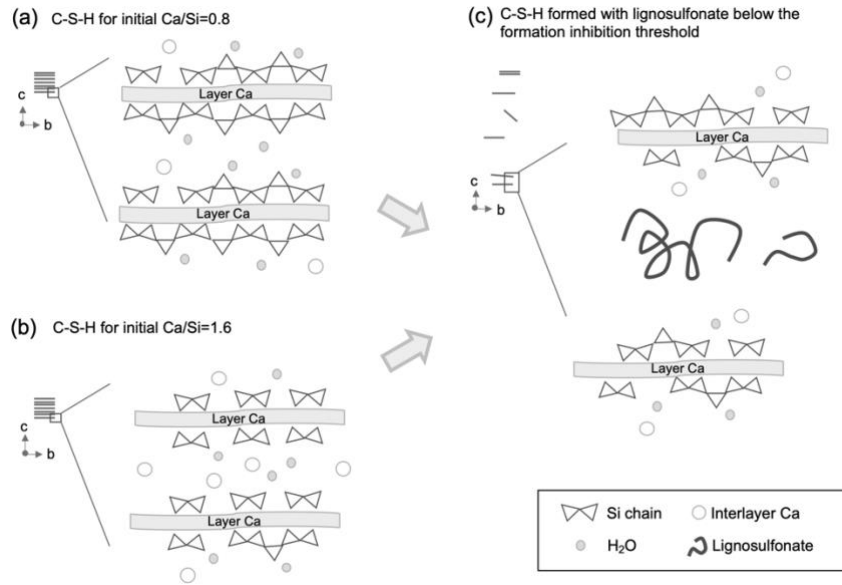 (a) C-S-H for initial Ca/Si=0.8
c
b
Layer Ca
Layer Ca
(b) C-S-H for initial Ca/Si=1.6
c
b
Layer Ca
Layer Ca
(c) C-S-H formed with lignosulfonate below the
formation inhibition threshold
c
b
Layer Ca
Layer Ca
Si chain
Interlayer Ca
H₂O
Lignosulfonate